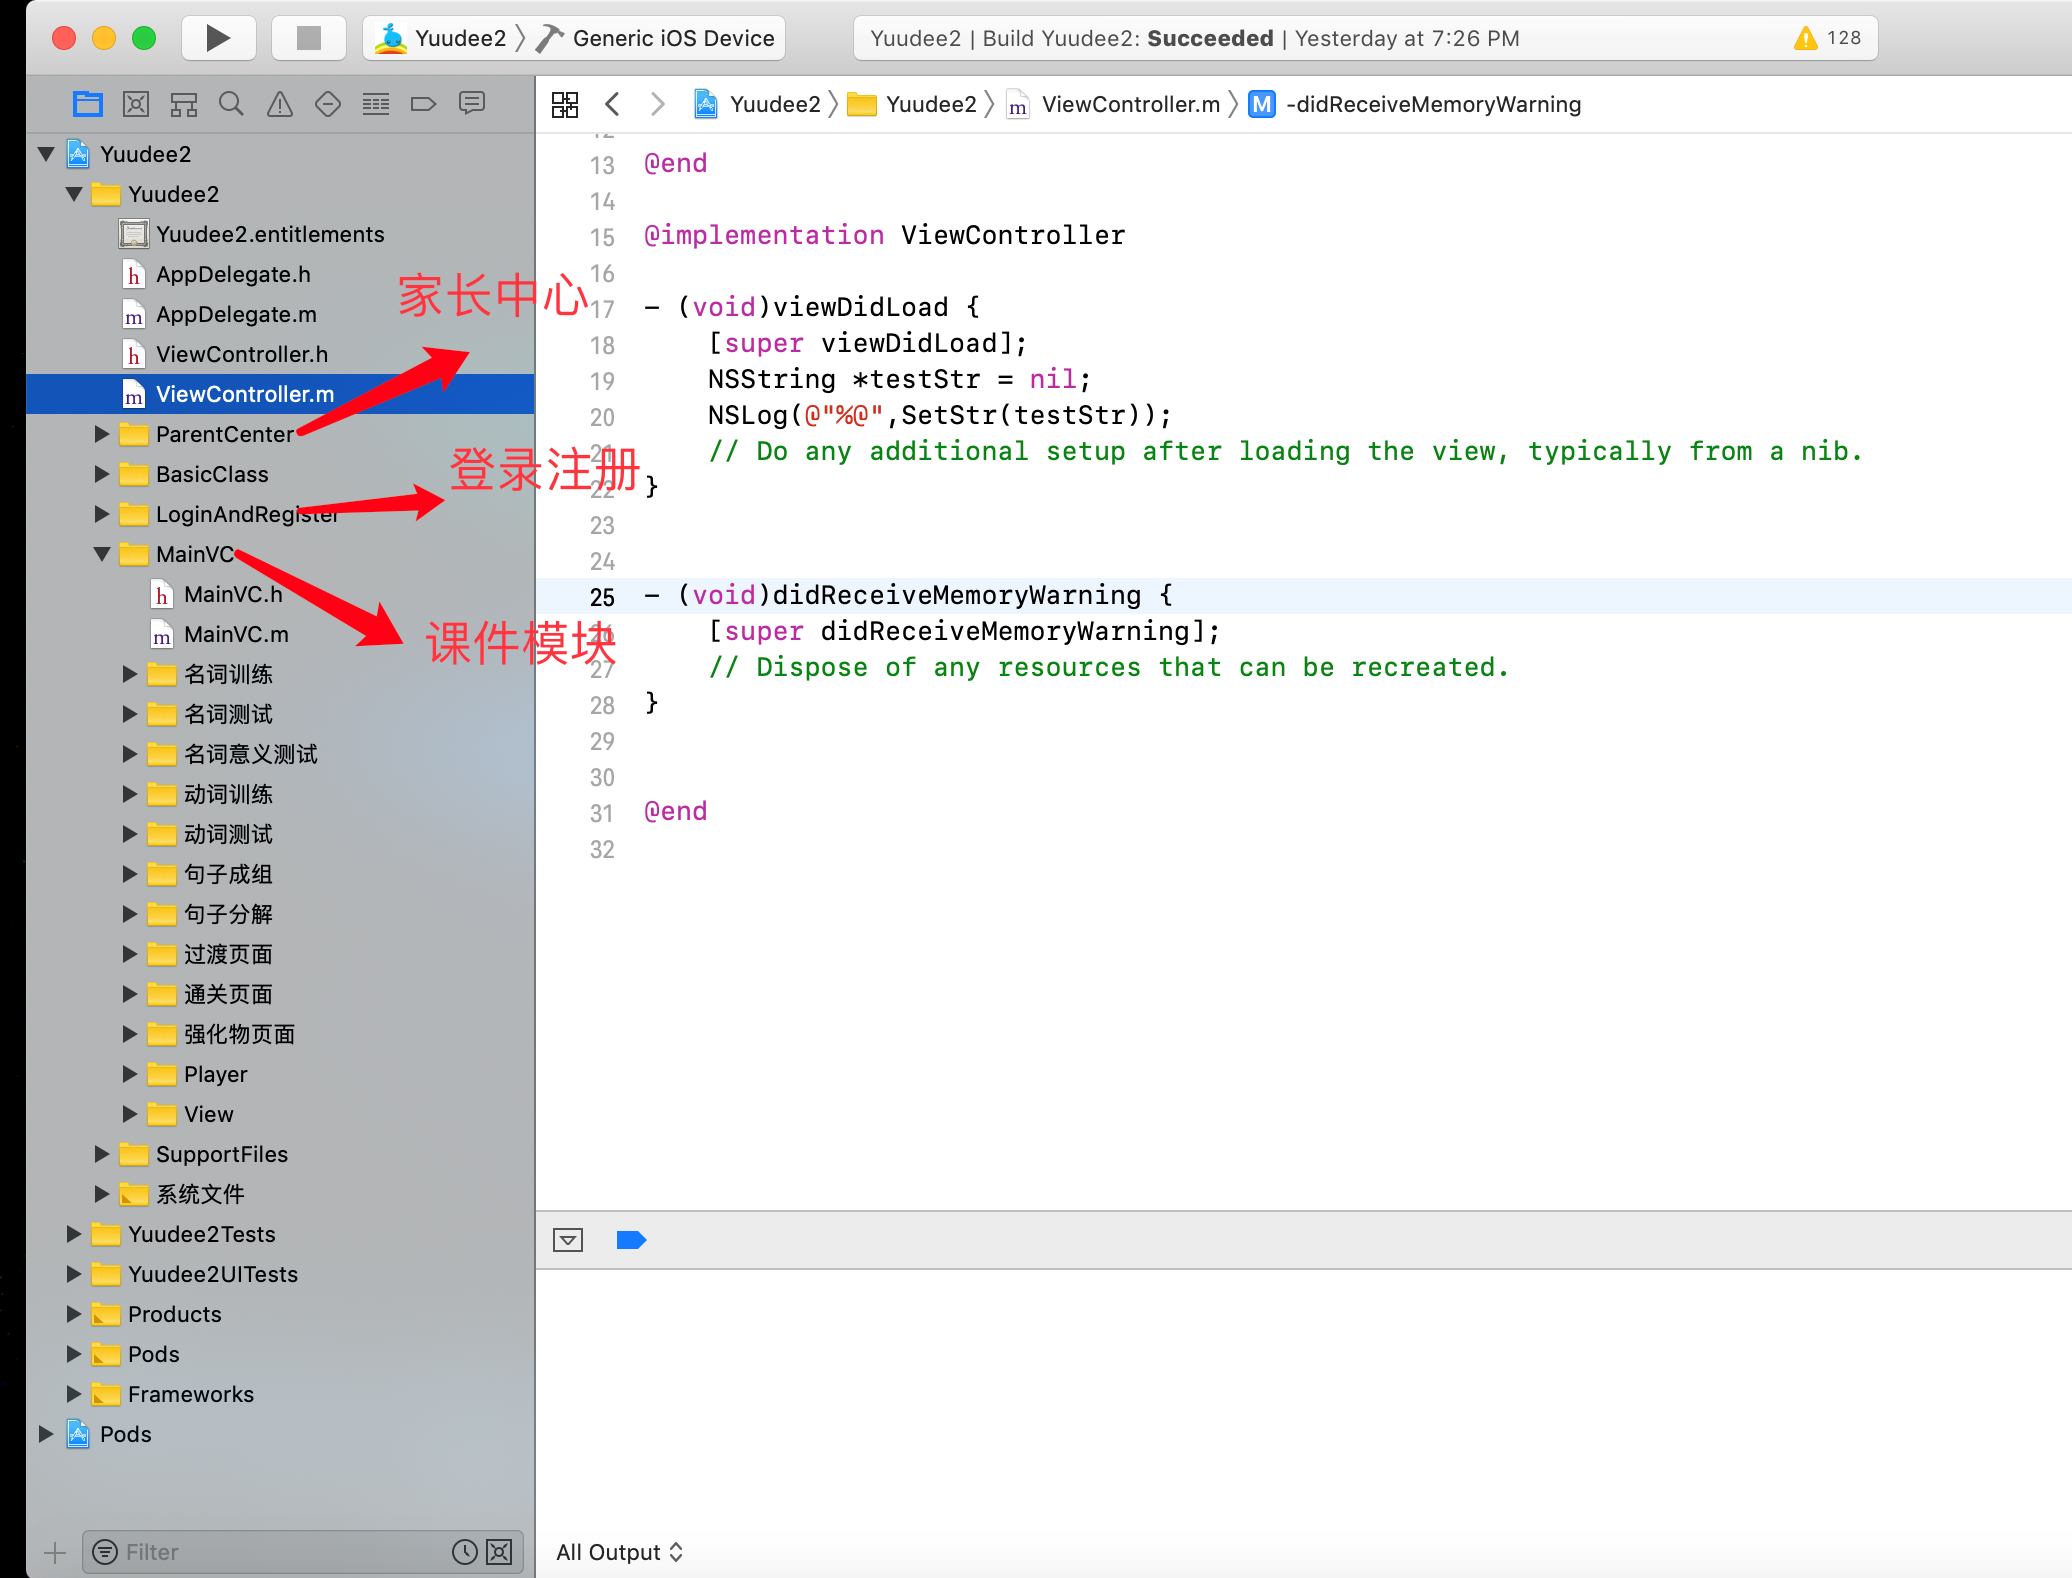 Yuudee2 Generic iOS Device
Yuudee2 | Build Yuudee2: Succeeded | Yesterday at 7:26 PM 128
Yuudee2 Yuudee2 ViewController.m M -didReceiveMemoryWarning
Yuudee2
Yuudee2
Yuudee2.entitlements
h AppDelegate.h
m AppDelegate.m
h ViewController.h
m ViewController.m
ParentCenter
BasicClass
LoginAndRegister
MainVC
h MainVC.h
m MainVC.m
名词训练
名词测试
名词意义测试
动词训练
动词测试
句子成组
句子分解
过渡页面
通关页面
强化物页面
Player
View
SupportFiles
系统文件
Yuudee2Tests
Yuudee2UITests
Products
Pods
Frameworks
Pods
Filter
家长中心
登录注册
课件模块
12
13 @end
14
15 @implementation ViewController
16
17 - (void)viewDidLoad {
18 [super viewDidLoad];
19 NSString *testStr = nil;
20 NSLog(@"%@",SetStr(testStr));
21 // Do any additional setup after loading the view, typically from a nib.
22 }
23
24
25 - (void)didReceiveMemoryWarning {
26 [super didReceiveMemoryWarning];
27 // Dispose of any resources that can be recreated.
28 }
29
30
31 @end
32
All Output